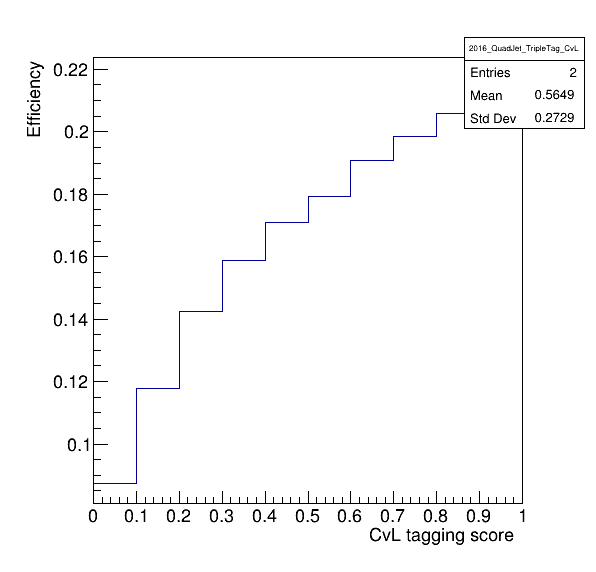 2016_QuadJet_TripleTag_CvL
Entries 2
Mean 0.5649
Std Dev 0.2729
Efficiency
0.22
0.2
0.18
0.16
0.14
0.12
0.1
0 0.1 0.2 0.3 0.4 0.5 0.6 0.7 0.8 0.9 1
CvL tagging score